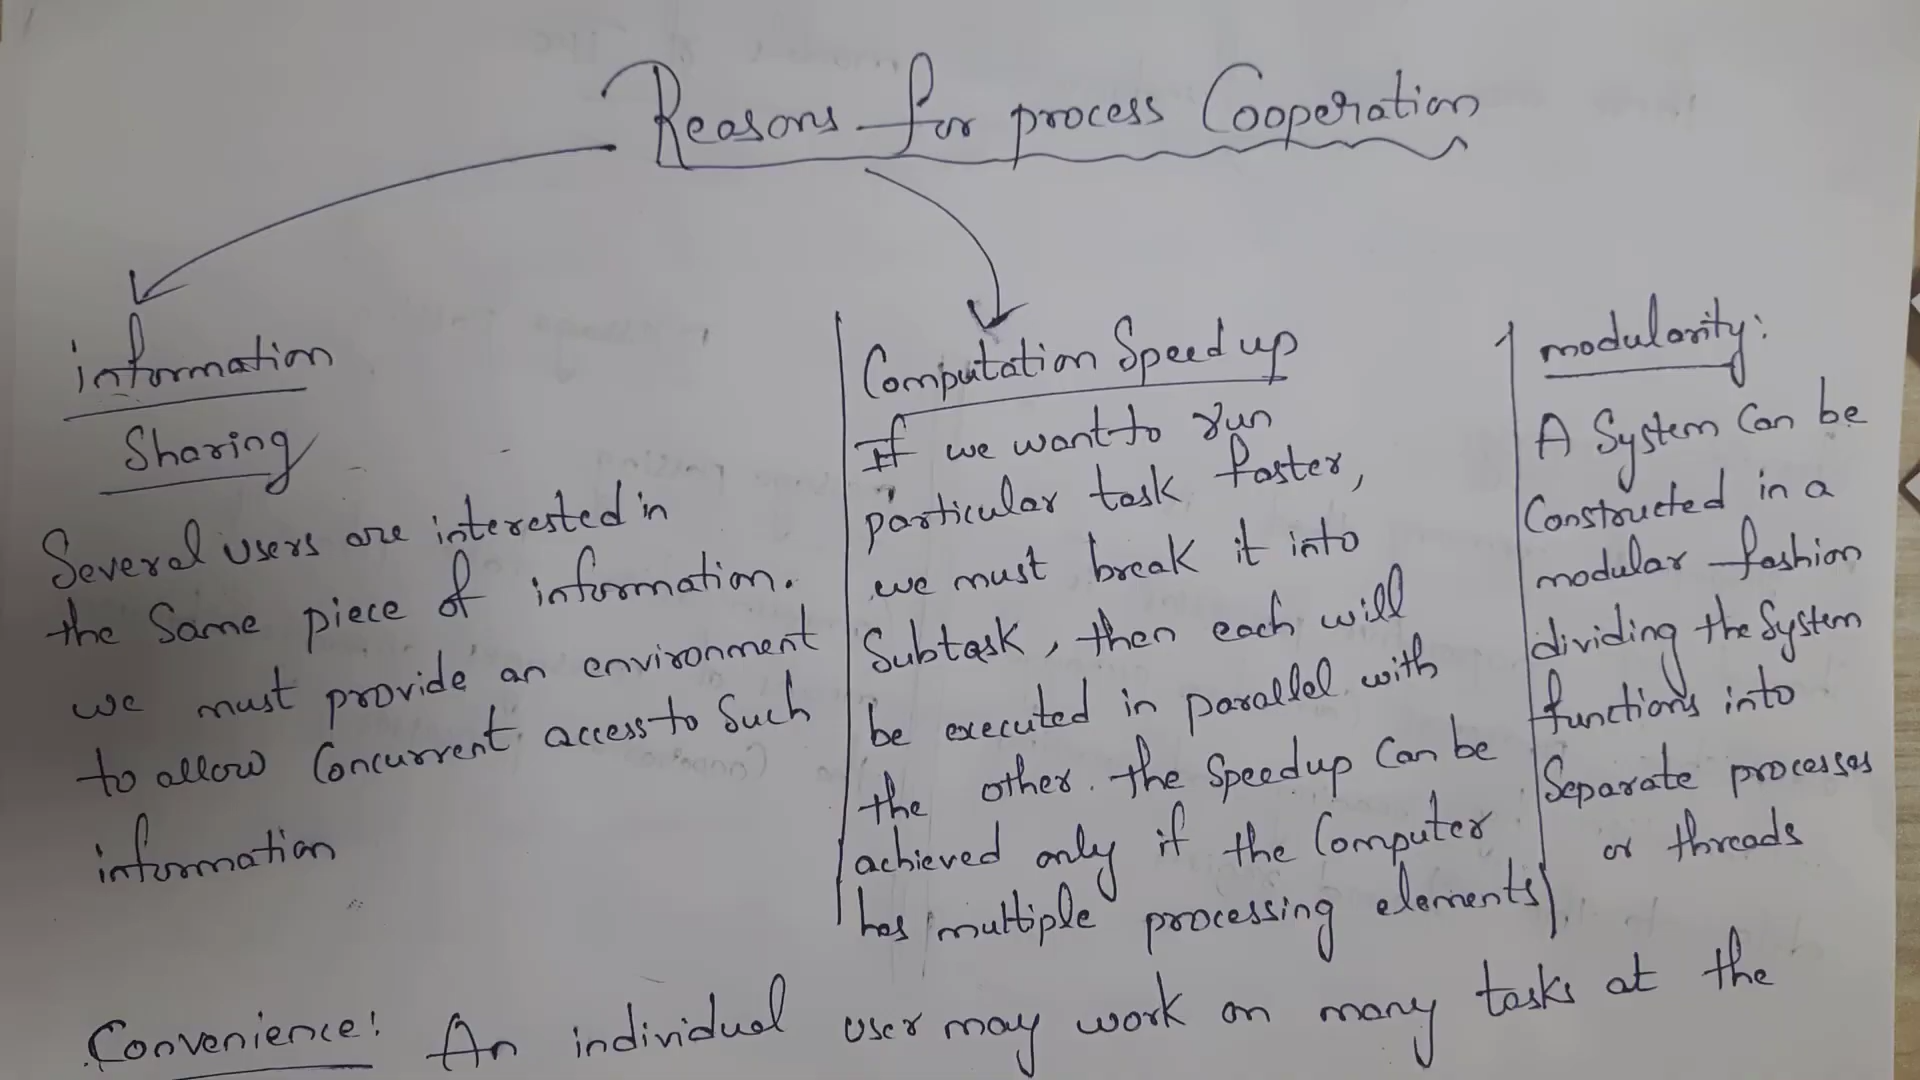 Reasons for process Cooperation
information
Sharing
Several users are interested in
the Same piece of information.
we must provide an environment
to allow Concurrent access to Such
information
Computation Speed up
If we want to run
particular task faster,
we must break it into
Subtask, then each will
be executed in parallel with
the other. the Speedup Can be
achieved only if the Computer
has multiple processing elements
modularity:
A System Can be
Constructed in a
modular fashion
dividing the System
functions into
Separate processes
or threads
Convenience: An individual user may work on many tasks at the